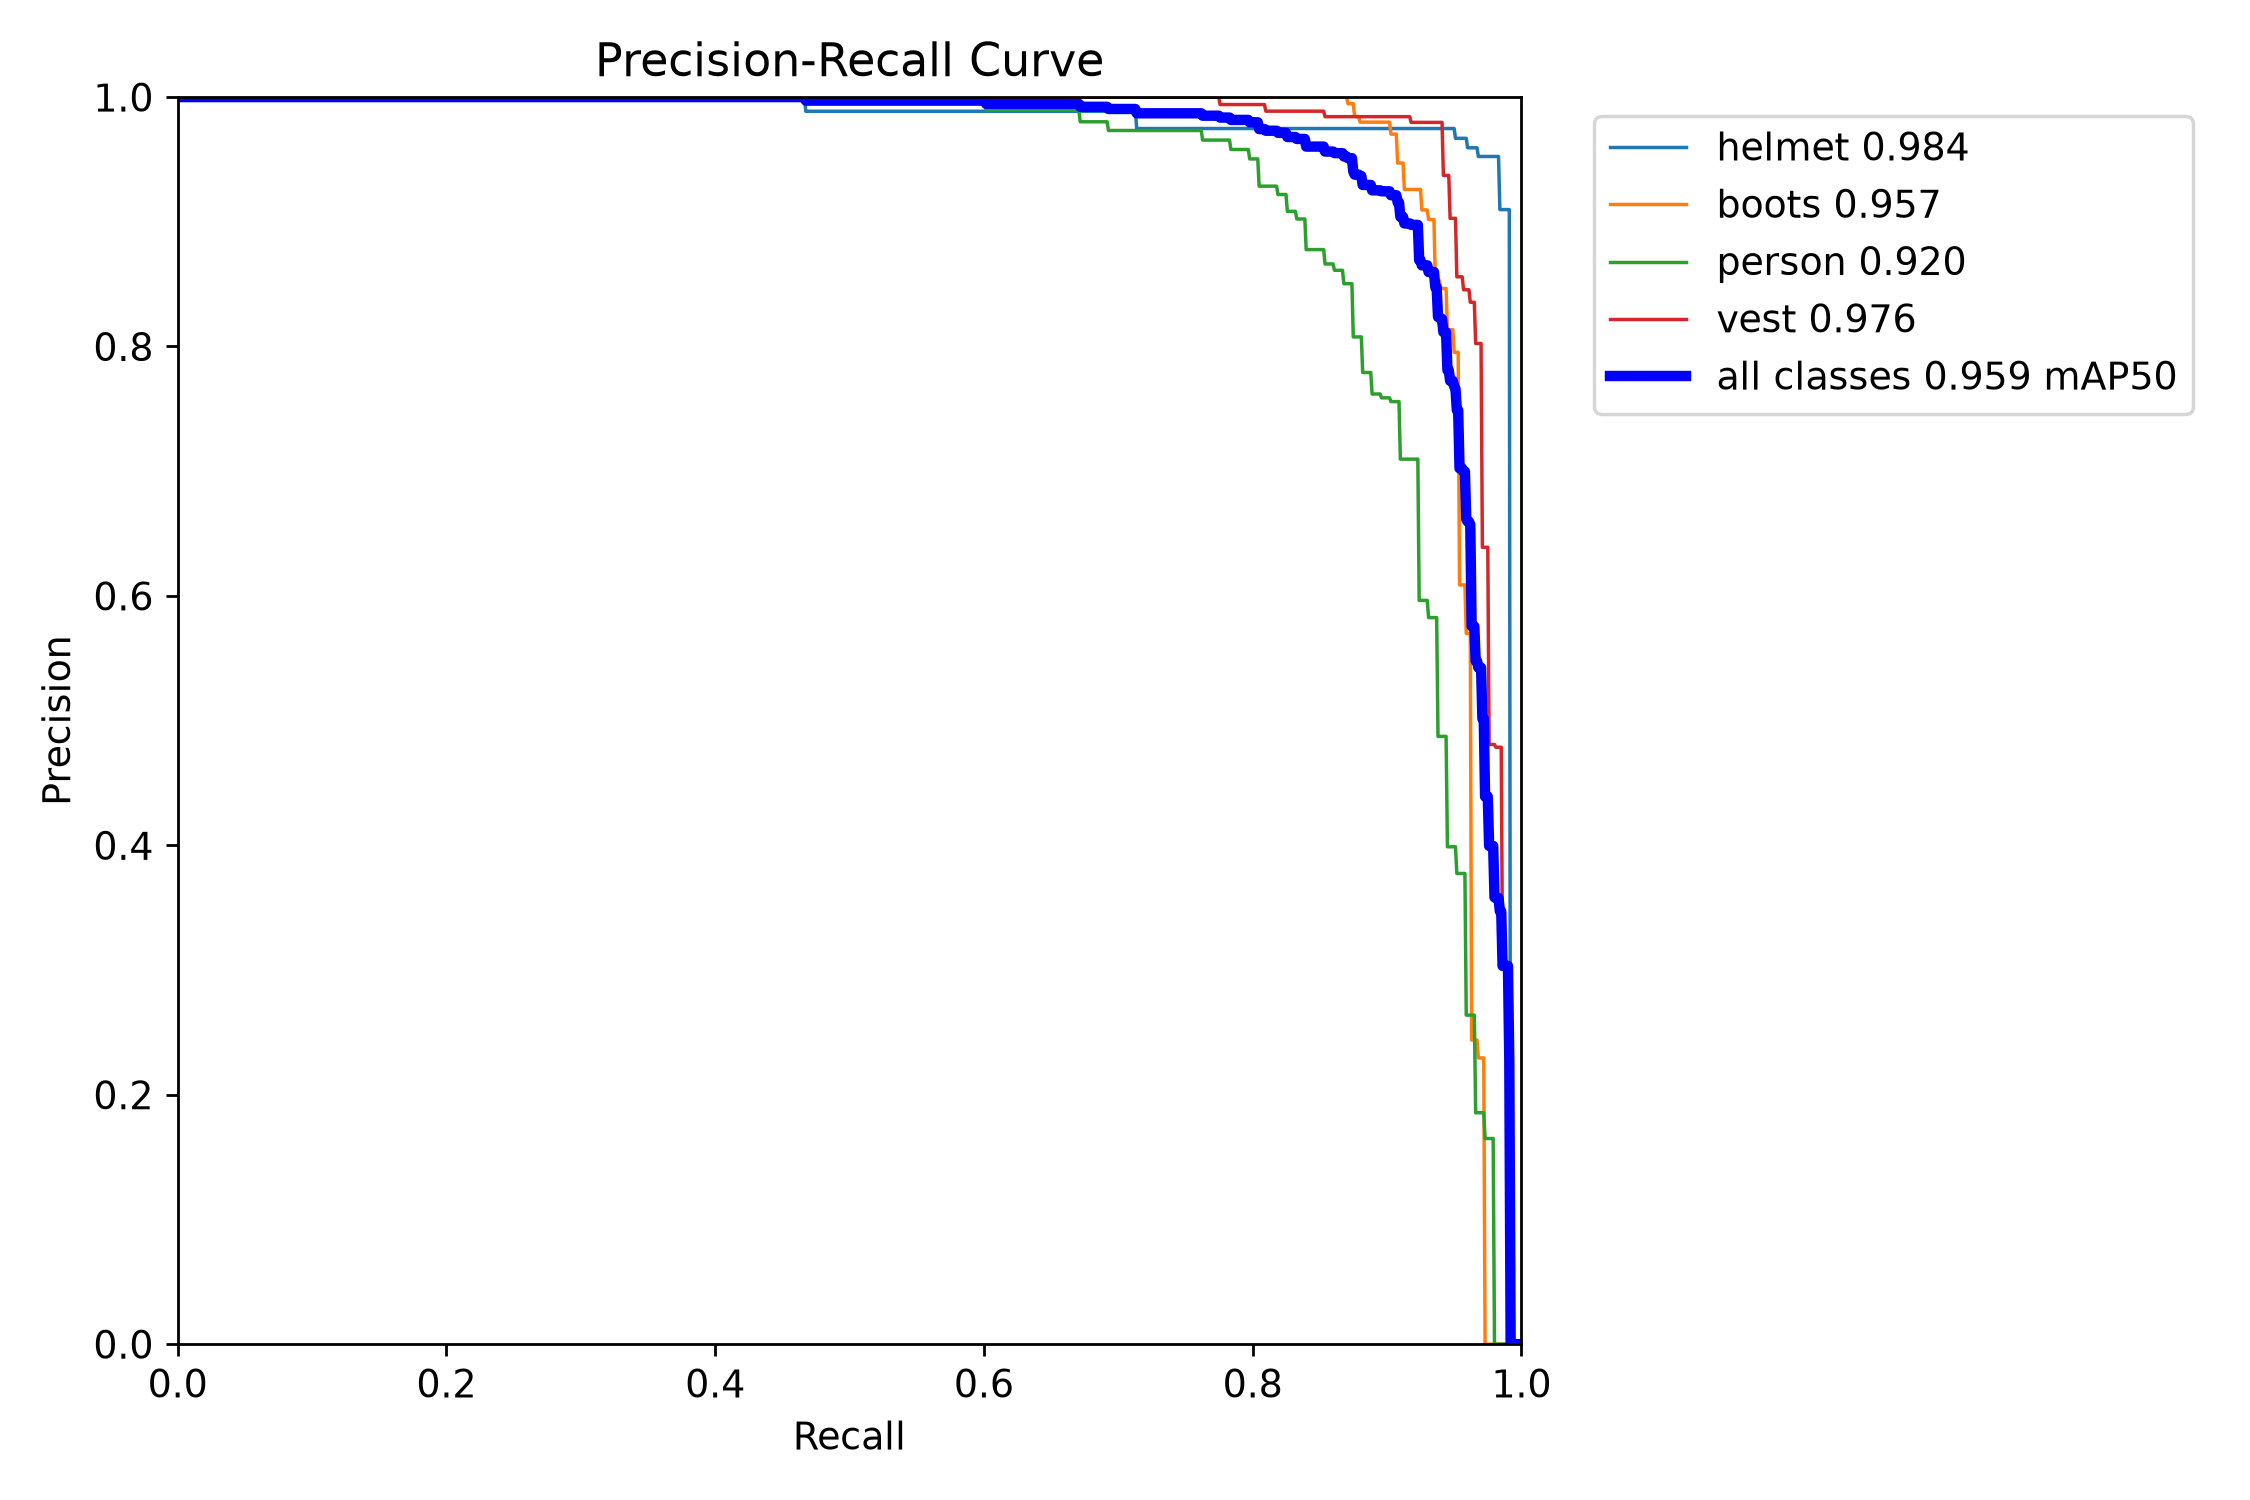 Precision-Recall Curve
1.0
0.8
0.6
0.4
0.2
0.0
Precision
0.0 0.2 0.4 0.6 0.8 1.0
Recall
helmet 0.984
boots 0.957
person 0.920
vest 0.976
all classes 0.959 mAP50